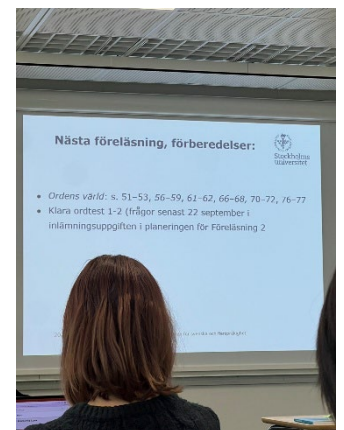 Nästa föreläsning, förberedelser:
Stockholms
universitet
• Ordens värld: s. 51–53, 56–59, 61–62, 66–68, 70–72, 76–77
• Klara ordtest 1-2 (frågor senast 22 september i
inlämningsuppgiften i planeringen för Föreläsning 2